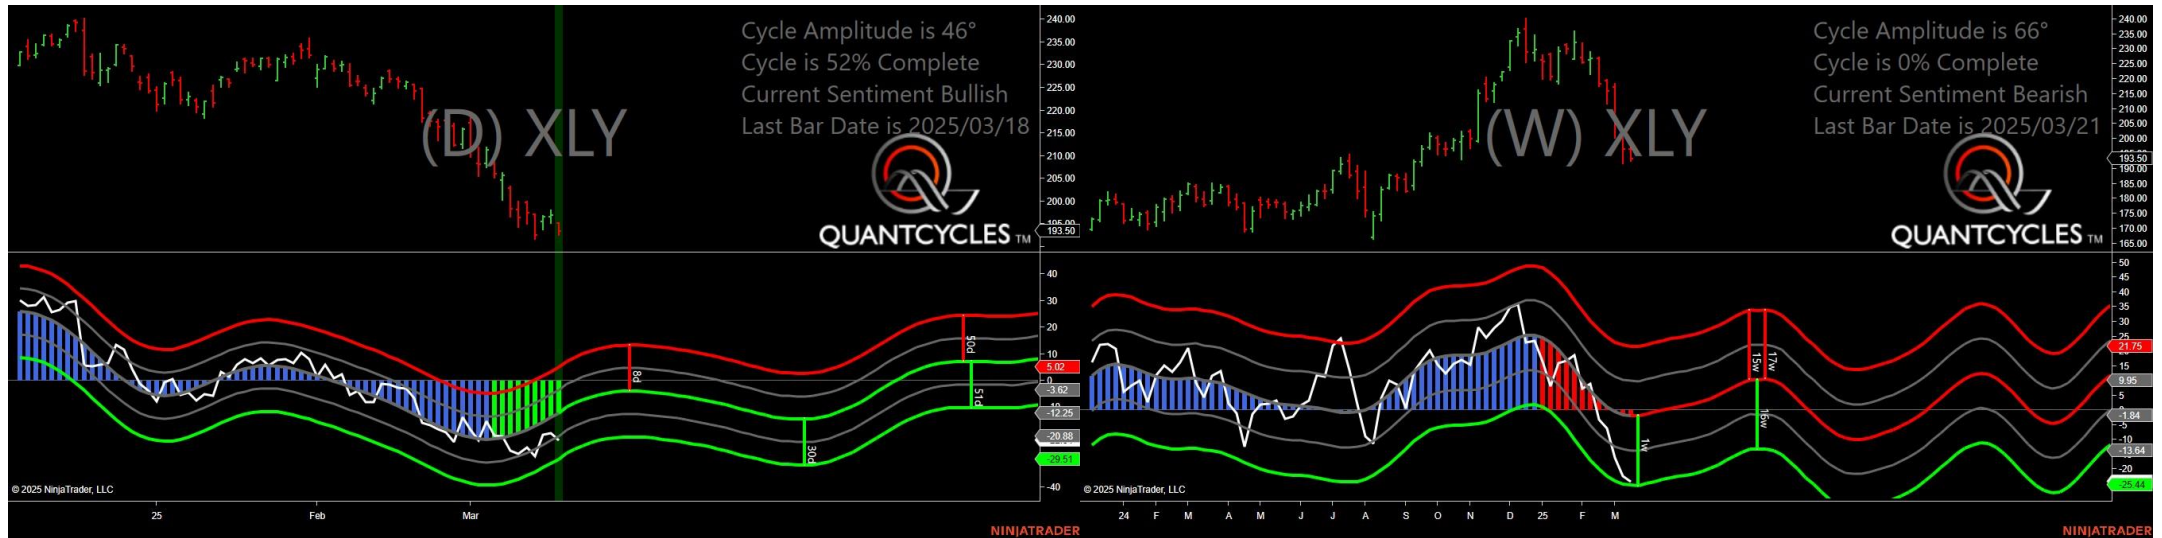 Cycle Amplitude is 46°
Cycle is 52% Complete
Current Sentiment Bullish
Last Bar Date is 2025/03/18
(D) XLY
QUANTCYCLES TM
240.00
235.00
230.00
225.00
220.00
215.00
210.00
205.00
200.00
195.00
193.50
40
30
20
10
5.02
0
-3.62
-12.25
-20.88
-29.51
-40
8d
30d
50d
51d
© 2025 NinjaTrader, LLC
25 Feb Mar
NINJATRADER
Cycle Amplitude is 66°
Cycle is 0% Complete
Current Sentiment Bearish
Last Bar Date is 2025/03/21
(W) XLY
QUANTCYCLES TM
240.00
235.00
230.00
225.00
220.00
215.00
210.00
205.00
200.00
195.00
193.50
190.00
185.00
180.00
175.00
170.00
165.00
50
45
40
35
30
25
21.75
15
9.95
5
-1.84
-5
-10
-13.64
-20
-25.44
1w
15w
17w
16w
© 2025 NinjaTrader, LLC
24 F M A M J J A S O N D 25 F M
NINJATRADER